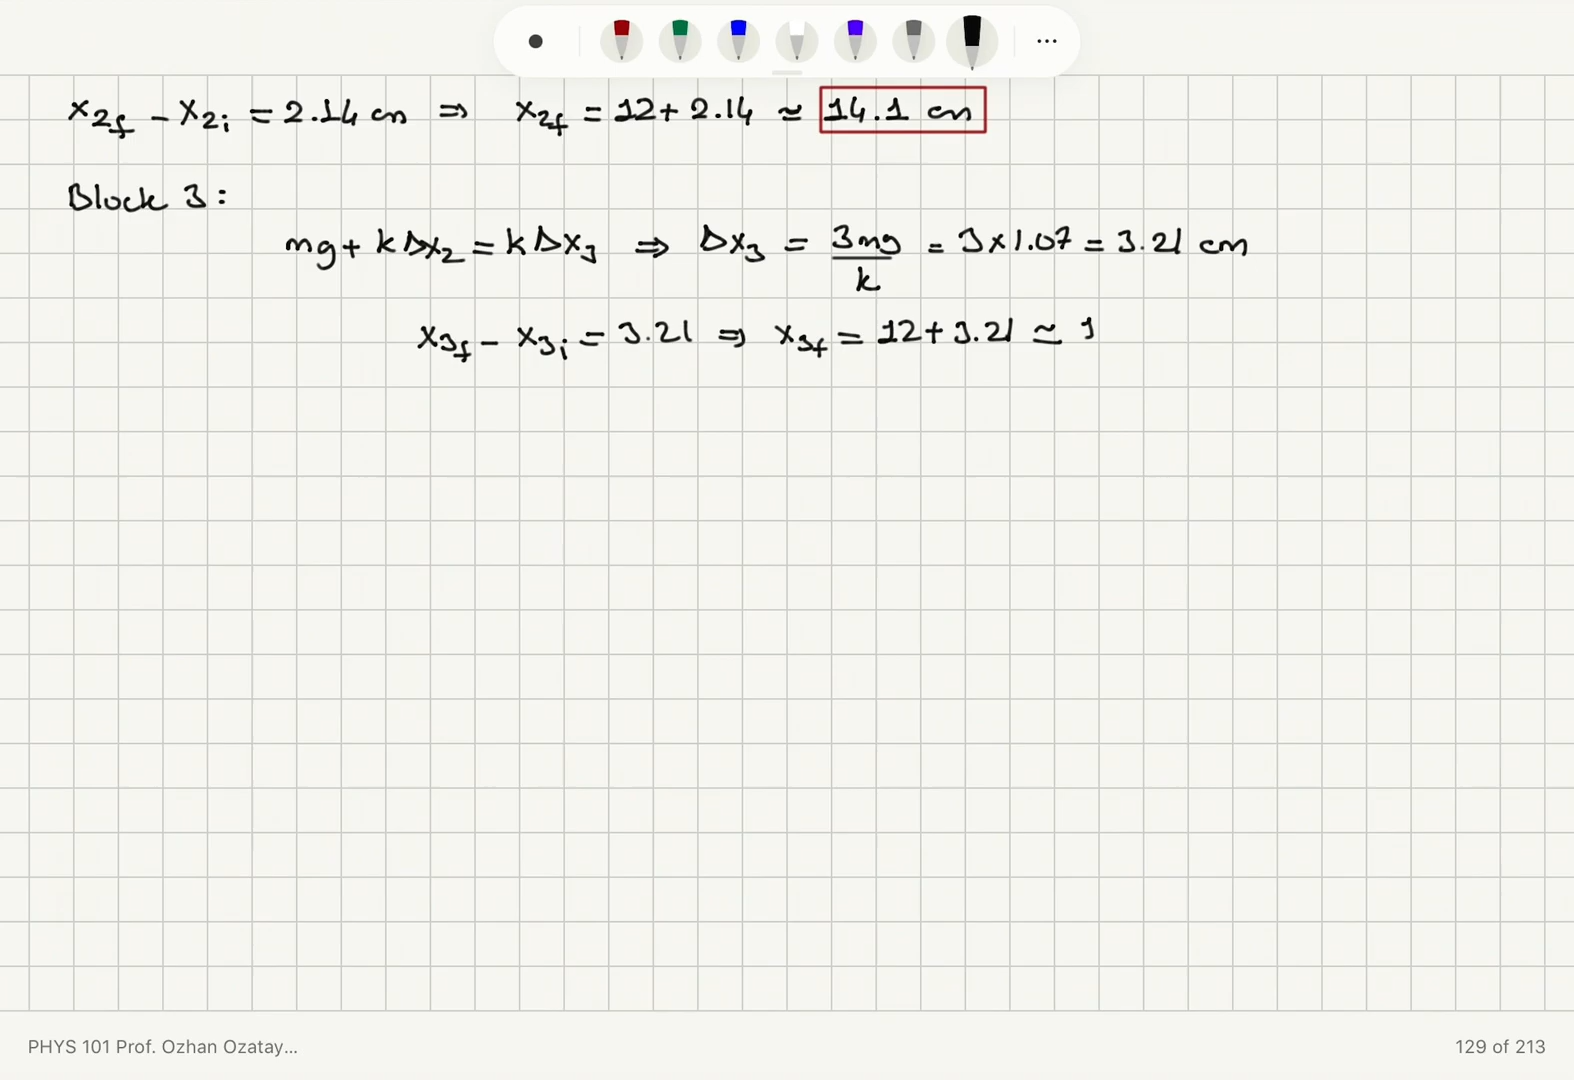 x₂f - x₂i = 2.14 cm ⇒ x₂f = 12 + 2.14 ≃ 14.1 cm
Block 3:
mg + kΔx₂ = kΔx₃ ⇒ Δx₃ = 3mg/k = 3×1.07 = 3.21 cm
x₃f - x₃i = 3.21 ⇒ x₃f = 12 + 3.21 ≃ 1
PHYS 101 Prof. Ozhan Ozatay...
129 of 213